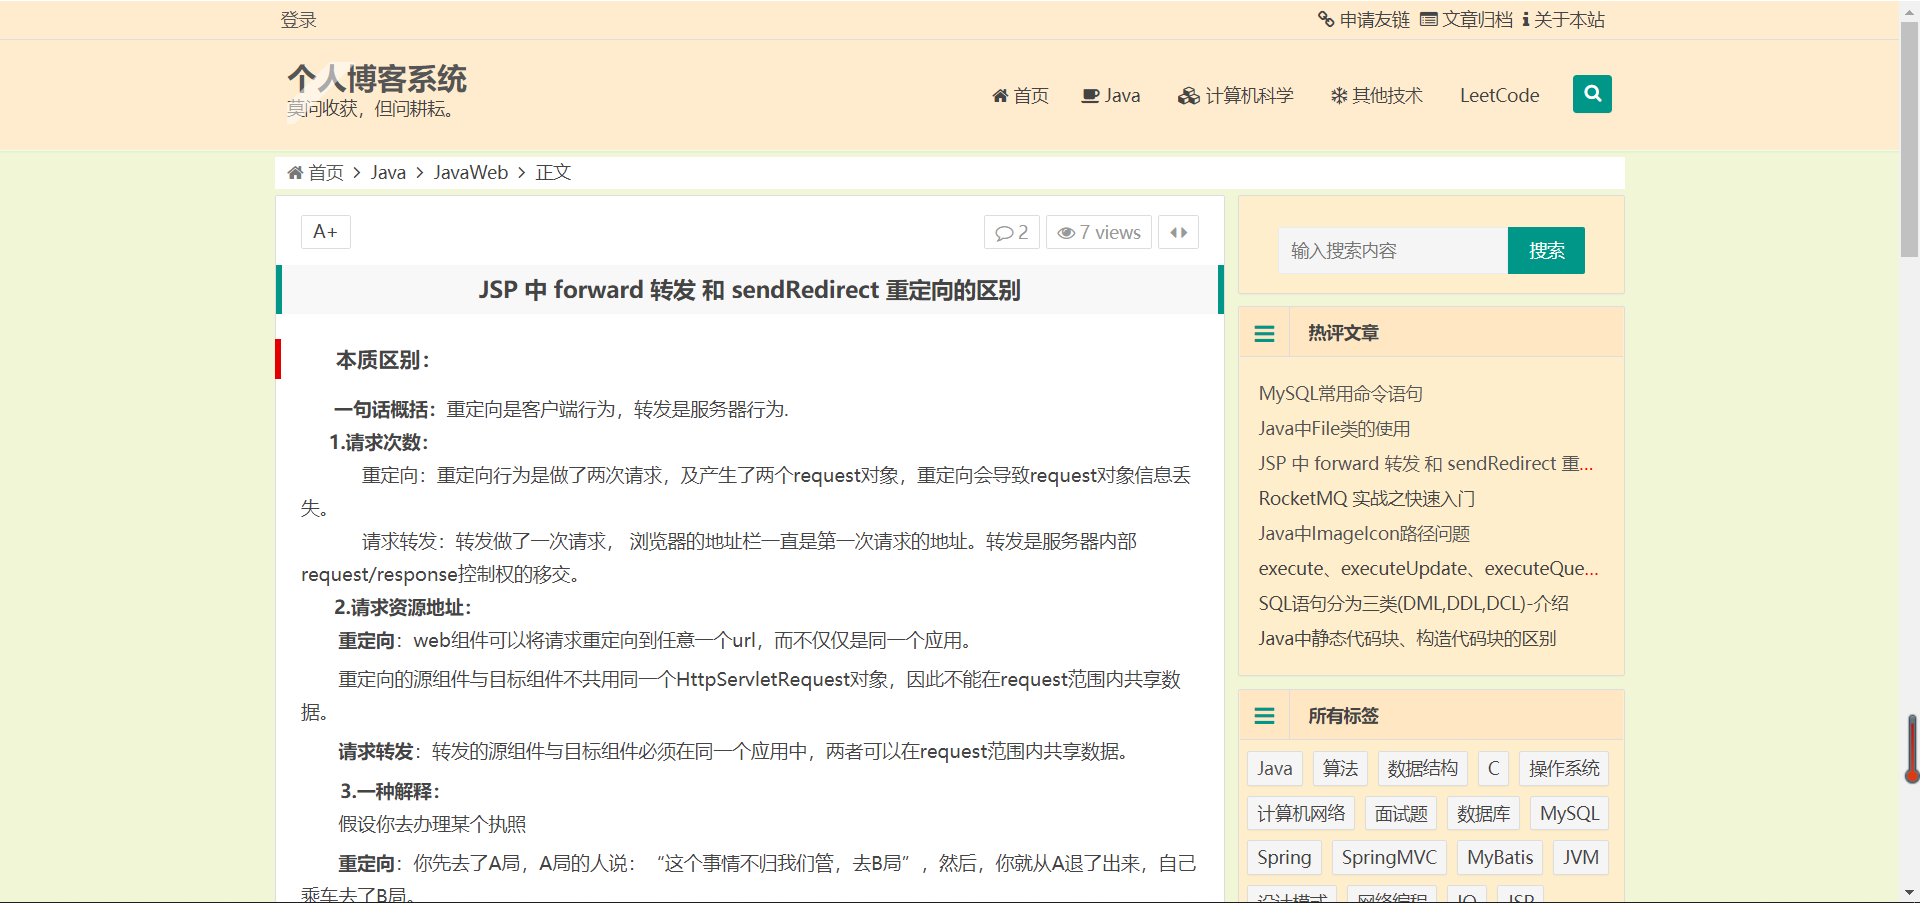 登录
申请友链 文章归档 关于本站
个人博客系统
莫问收获，但问耕耘。
首页 Java 计算机科学 其他技术 LeetCode
首页 > Java > JavaWeb > 正文
A+
2 7 views
JSP 中 forward 转发 和 sendRedirect 重定向的区别
本质区别：
一句话概括：重定向是客户端行为，转发是服务器行为.
1.请求次数：
重定向：重定向行为是做了两次请求，及产生了两个request对象，重定向会导致request对象信息丢
失。
请求转发：转发做了一次请求， 浏览器的地址栏一直是第一次请求的地址。转发是服务器内部
request/response控制权的移交。
2.请求资源地址：
重定向：web组件可以将请求重定向到任意一个url，而不仅仅是同一个应用。
重定向的源组件与目标组件不共用同一个HttpServletRequest对象，因此不能在request范围内共享数
据。
请求转发：转发的源组件与目标组件必须在同一个应用中，两者可以在request范围内共享数据。
3.一种解释：
假设你去办理某个执照
重定向：你先去了A局，A局的人说：“这个事情不归我们管，去B局”，然后，你就从A退了出来，自己
乘车去了B局。
输入搜索内容 搜索
热评文章
MySQL常用命令语句
Java中File类的使用
JSP 中 forward 转发 和 sendRedirect 重...
RocketMQ 实战之快速入门
Java中ImageIcon路径问题
execute、executeUpdate、executeQue...
SQL语句分为三类(DML,DDL,DCL)-介绍
Java中静态代码块、构造代码块的区别
所有标签
Java 算法 数据结构 C 操作系统
计算机网络 面试题 数据库 MySQL
Spring SpringMVC MyBatis JVM
设计模式 网络编程 IO JSP